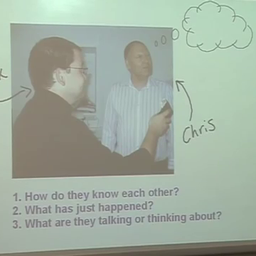 Chris
1. How do they know each other?
2. What has just happened?
3. What are they talking or thinking about?